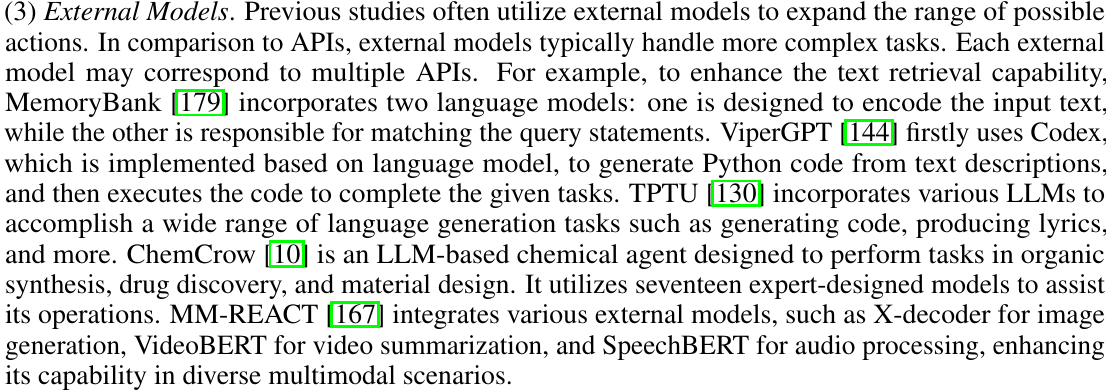 (3) External Models. Previous studies often utilize external models to expand the range of possible
actions. In comparison to APIs, external models typically handle more complex tasks. Each external
model may correspond to multiple APIs. For example, to enhance the text retrieval capability,
MemoryBank [179] incorporates two language models: one is designed to encode the input text,
while the other is responsible for matching the query statements. ViperGPT [144] firstly uses Codex,
which is implemented based on language model, to generate Python code from text descriptions,
and then executes the code to complete the given tasks. TPTU [130] incorporates various LLMs to
accomplish a wide range of language generation tasks such as generating code, producing lyrics,
and more. ChemCrow [10] is an LLM-based chemical agent designed to perform tasks in organic
synthesis, drug discovery, and material design. It utilizes seventeen expert-designed models to assist
its operations. MM-REACT [167] integrates various external models, such as X-decoder for image
generation, VideoBERT for video summarization, and SpeechBERT for audio processing, enhancing
its capability in diverse multimodal scenarios.